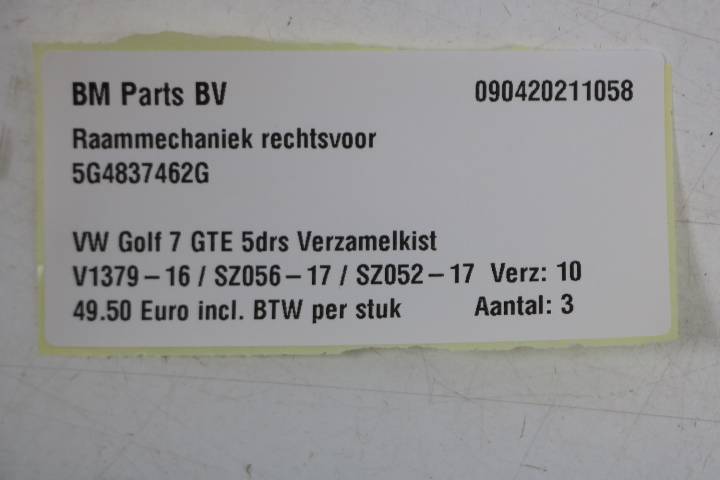 BM Parts BV 090420211058
Raammechaniek rechtsvoor
5G4837462G
VW Golf 7 GTE 5drs Verzamelkist
V1379-16 / SZ056-17 / SZ052-17 Verz: 10
49.50 Euro incl. BTW per stuk Aantal: 3